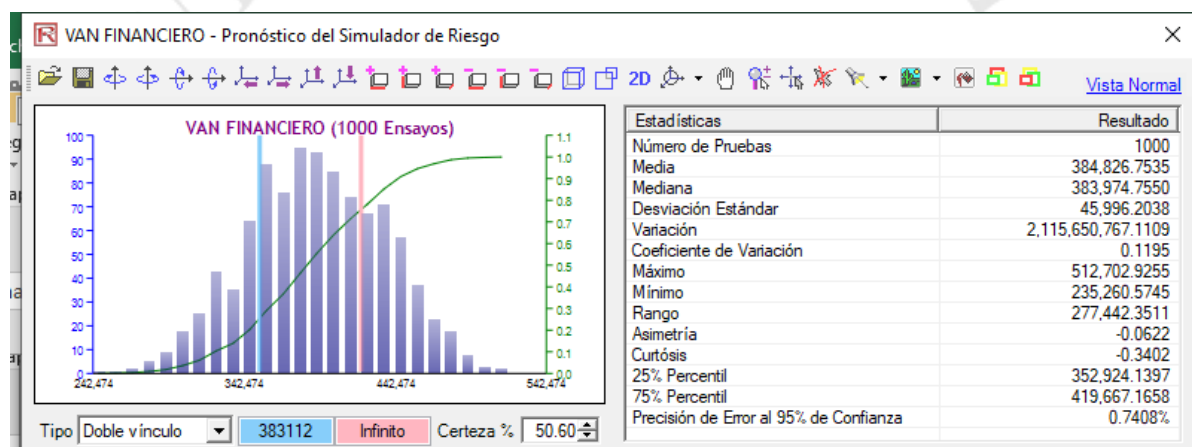 VAN FINANCIERO - Pronóstico del Simulador de Riesgo
2D
Vista Normal
VAN FINANCIERO (1000 Ensayos)
100
90
80
70
60
50
40
30
20
10
0
1.1
1.0
0.9
0.8
0.7
0.6
0.5
0.4
0.3
0.2
0.1
0.0
242,474 342,474 442,474 542,474
Tipo Doble vínculo 383112 Infinito Certeza % 50.60
Estadísticas Resultado
Número de Pruebas 1000
Media 384,826.7535
Mediana 383,974.7550
Desviación Estándar 45,996.2038
Variación 2,115,650,767.1109
Coeficiente de Variación 0.1195
Máximo 512,702.9255
Mínimo 235,260.5745
Rango 277,442.3511
Asimetría -0.0622
Curtósis -0.3402
25% Percentil 352,924.1397
75% Percentil 419,667.1658
Precisión de Error al 95% de Confianza 0.7408%